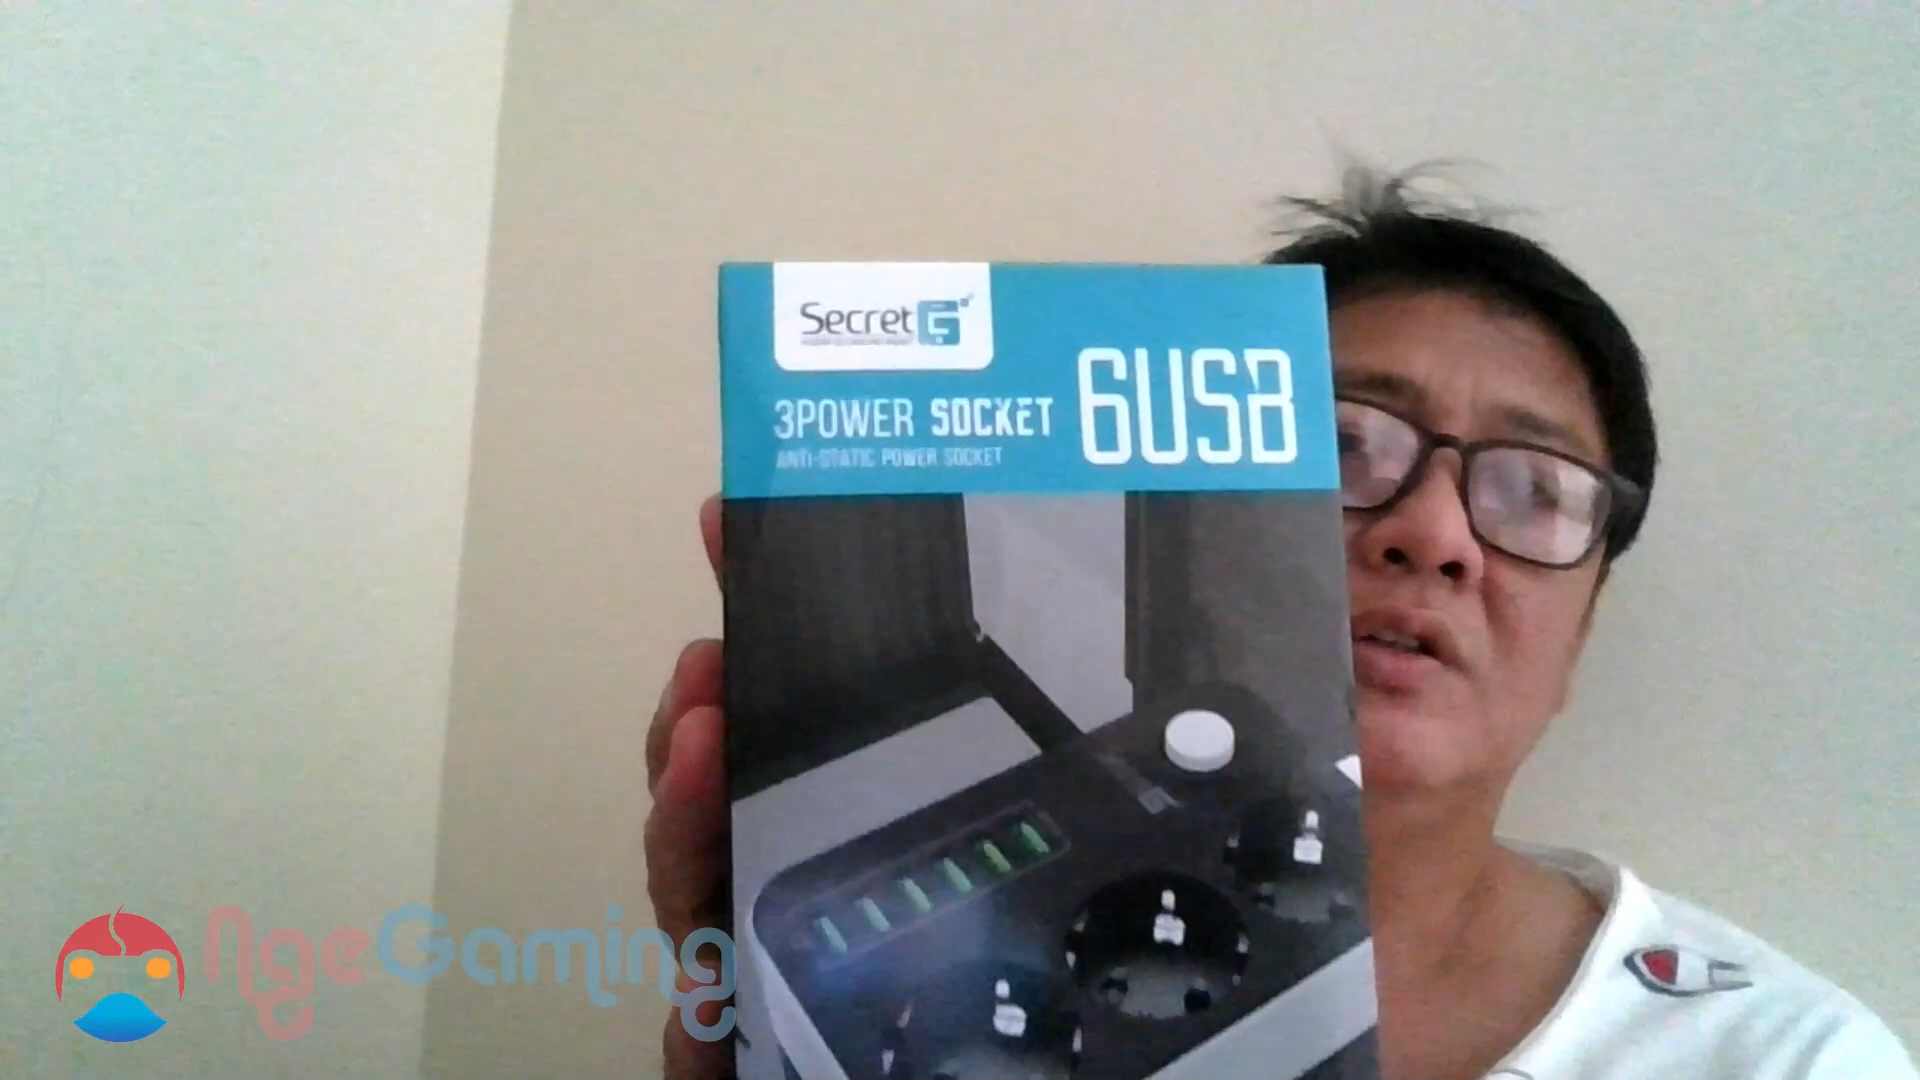 Secret
6USB
3POWER SOCKET
ANTI-STATIC POWER SOCKET
NgeGaming